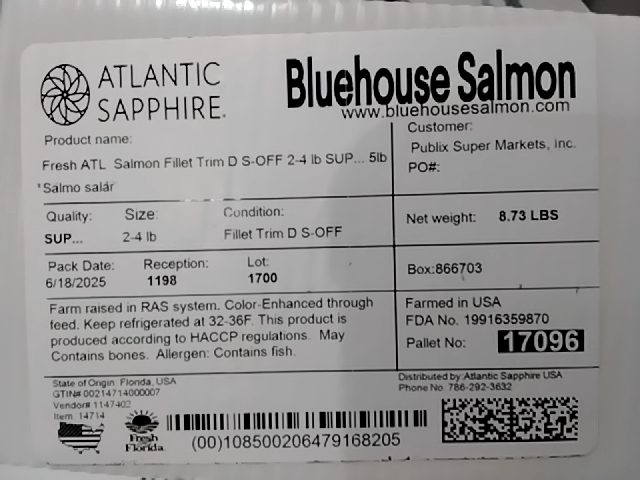 ATLANTIC
SAPPHIRE.
Bluehouse Salmon
www.bluehousesalmon.com
Product name:
Fresh ATL Salmon Fillet Trim D S-OFF 2-4 lb SUP... 5lb
Salmo salár
Customer:
Publix Super Markets, Inc.
PO#:
Quality: Size: Condition:
SUP... 2-4 lb Fillet Trim D S-OFF
Net weight: 8.73 LBS
Pack Date: Reception: Lot:
6/18/2025 1198 1700
Box:866703
Farm raised in RAS system. Color-Enhanced through
feed. Keep refrigerated at 32-36F. This product is
produced according to HACCP regulations. May
Contains bones. Allergen: Contains fish.
Farmed in USA
FDA No. 19916359870
Pallet No: 17096
State of Origin: Florida, USA
GTIN# 00214714000007
Vendor# 1147402
Item: 14714
Distributed by: Atlantic Sapphire USA
Phone No: 786-292-3632
Fresh
Florida
(00)108500206479168205